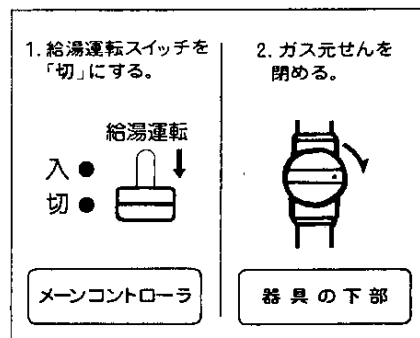 1. 給湯運転スイッチを
「切」にする。
給湯運転
入
切
メーンコントローラ
2. ガス元せんを
閉める。
器具の下部